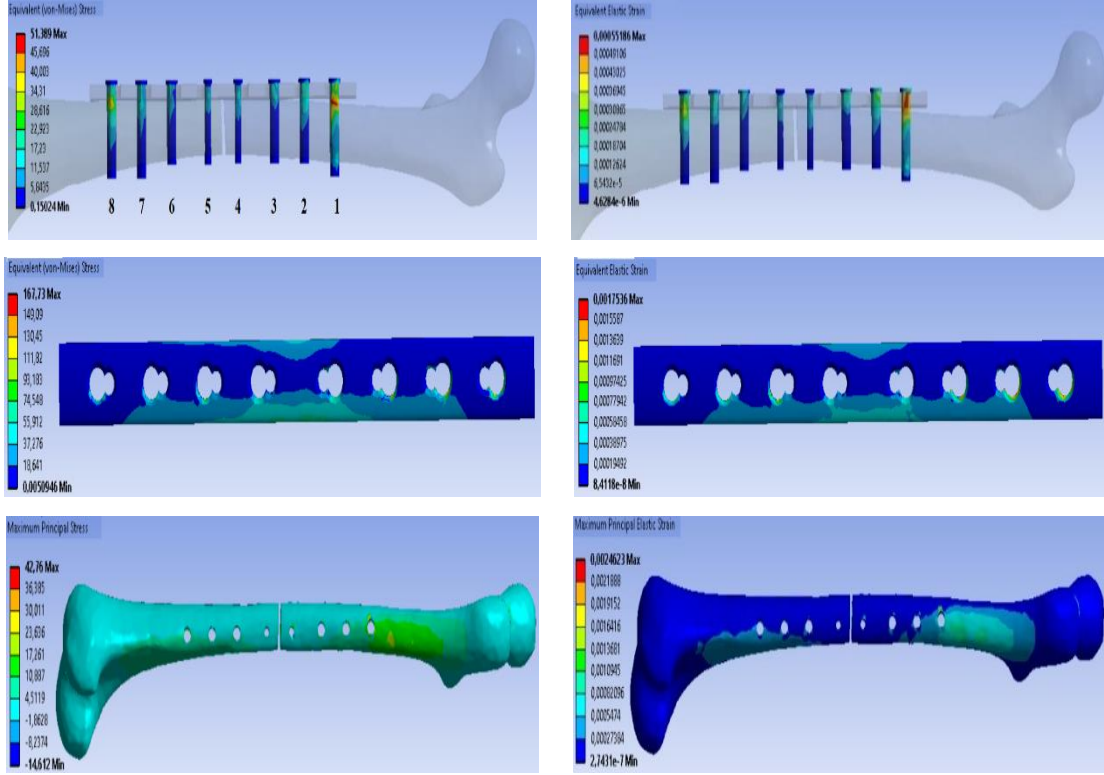 Equivalent (von-Mises) Stress
51,389 Max
45,696
40,003
34,31
28,616
22,923
17,23
11,537
5,8435
0,15024 Min
8 7 6 5 4 3 2 1
Equivalent Elastic Strain
0,00055186 Max
0,00049106
0,00043025
0,00036945
0,00030865
0,00024784
0,00018704
0,00012624
6,5432e-5
4,6284e-6 Min
Equivalent (von-Mises) Stress
167,73 Max
149,09
130,45
111,82
93,183
74,548
55,912
37,276
18,641
0,0050946 Min
Equivalent Elastic Strain
0,0017536 Max
0,0015587
0,0013639
0,0011691
0,00097425
0,00077942
0,00058458
0,00038975
0,00019492
8,4118e-8 Min
Maximum Principal Stress
42,76 Max
36,385
30,011
23,636
17,261
10,887
4,5119
-1,8628
-8,2374
-14,612 Min
Maximum Principal Elastic Strain
0,0024623 Max
0,0021888
0,0019152
0,0016416
0,0013681
0,0010945
0,00082096
0,0005474
0,00027384
2,7431e-7 Min